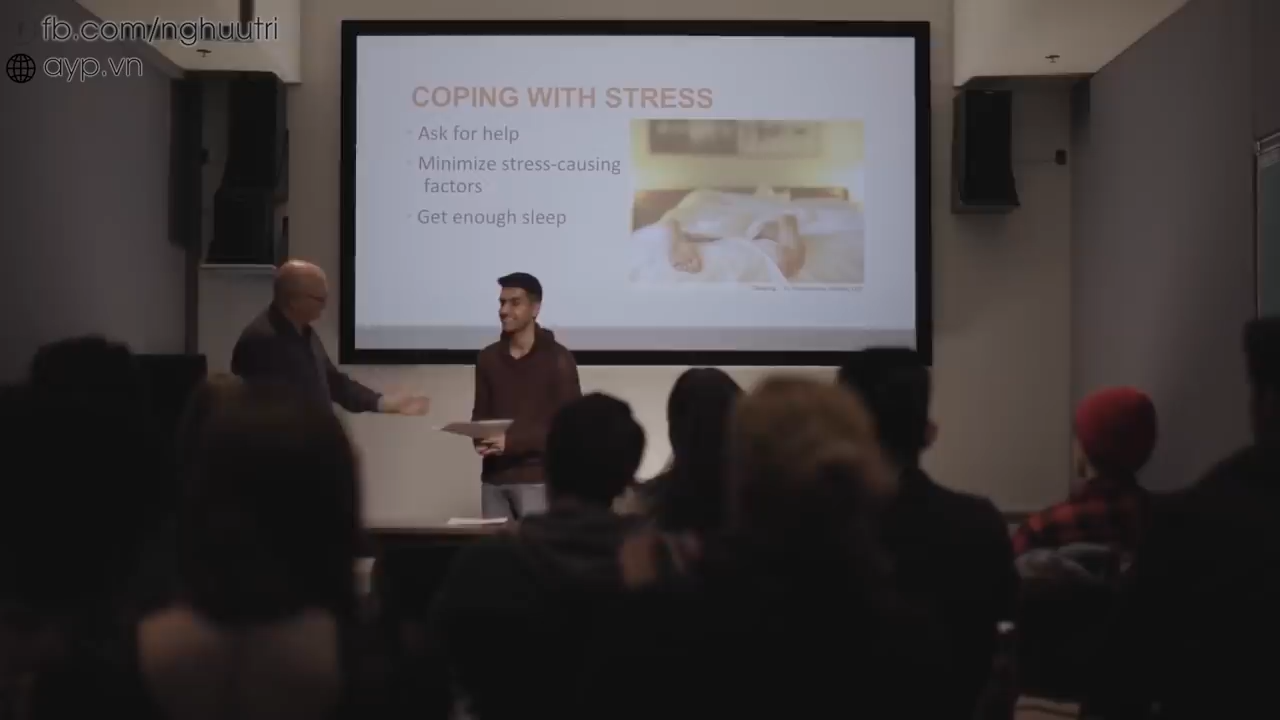 fb.com/nghuutri
ayp.vn
COPING WITH STRESS
Ask for help
Minimize stress-causing
factors
Get enough sleep